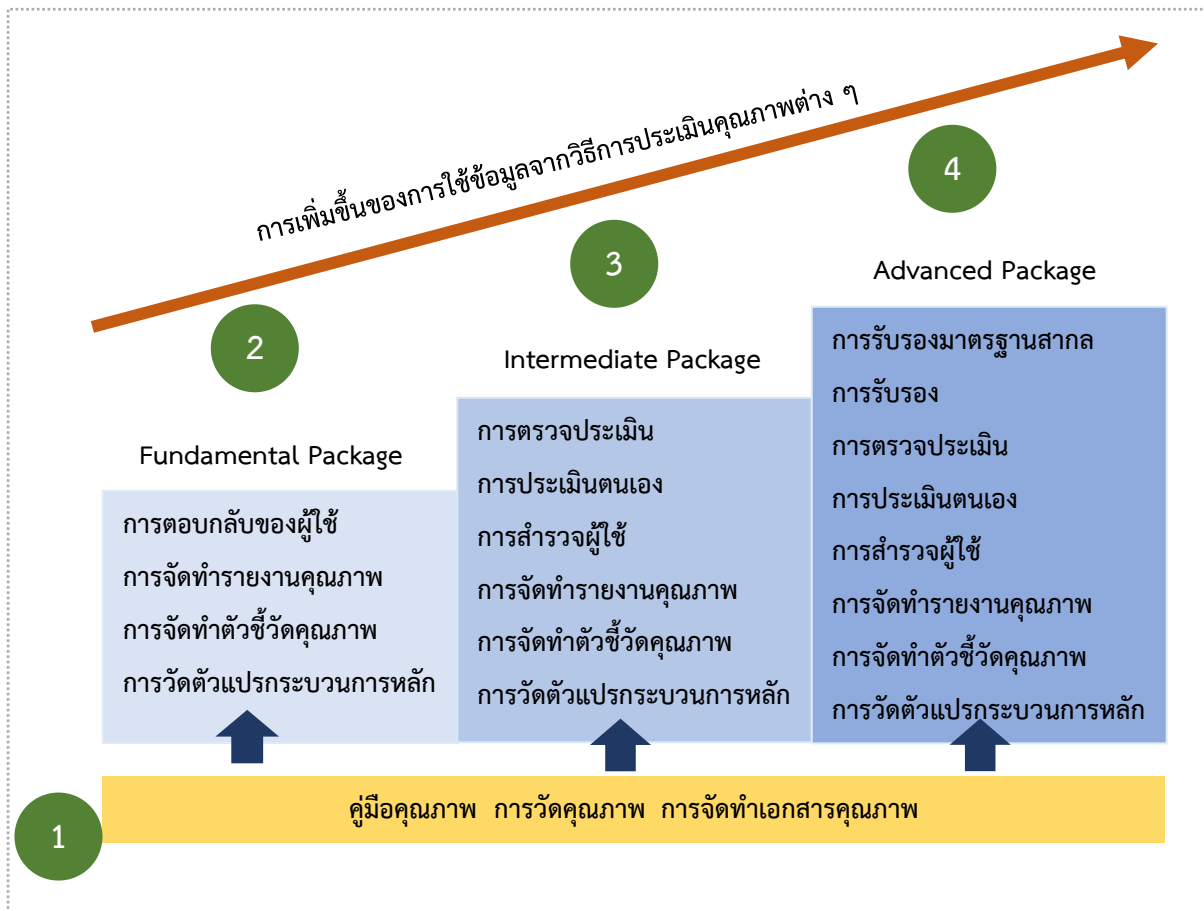 การเพิ่มขึ้นของการใช้ข้อมูลจากวิธีการประเมินคุณภาพต่าง ๆ
4
3
Advanced Package
2
การรับรองมาตรฐานสากล
Intermediate Package
การรับรอง
การตรวจประเมิน
การตรวจประเมิน
Fundamental Package
การประเมินตนเอง
การประเมินตนเอง
การตอบกลับของผู้ใช้
การสำรวจผู้ใช้
การสำรวจผู้ใช้
การจัดทำรายงานคุณภาพ
การจัดทำรายงานคุณภาพ
การจัดทำรายงานคุณภาพ
การจัดทำตัวชี้วัดคุณภาพ
การจัดทำตัวชี้วัดคุณภาพ
การจัดทำตัวชี้วัดคุณภาพ
การวัดตัวแปรกระบวนการหลัก
การวัดตัวแปรกระบวนการหลัก
การวัดตัวแปรกระบวนการหลัก
คู่มือคุณภาพ การวัดคุณภาพ การจัดทำเอกสารคุณภาพ
1